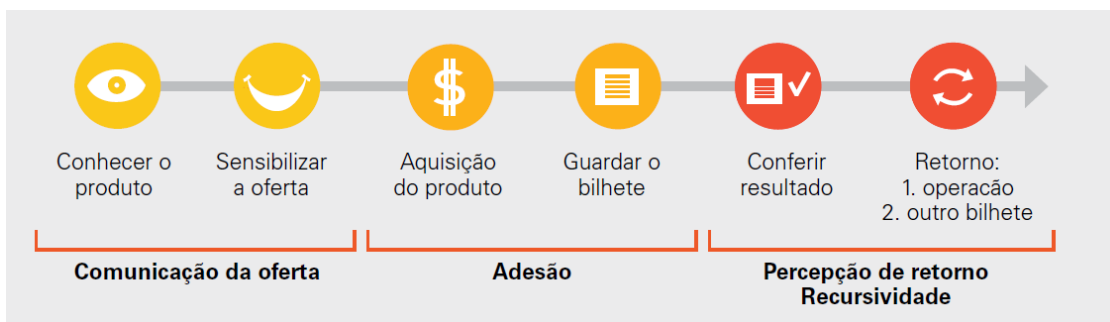 Conhecer o
produto
Sensibilizar
a oferta
Aquisição
do produto
Guardar o
bilhete
Conferir
resultado
Retorno:
1. operacão
2. outro bilhete
Comunicação da oferta
Adesão
Percepção de retorno
Recursividade